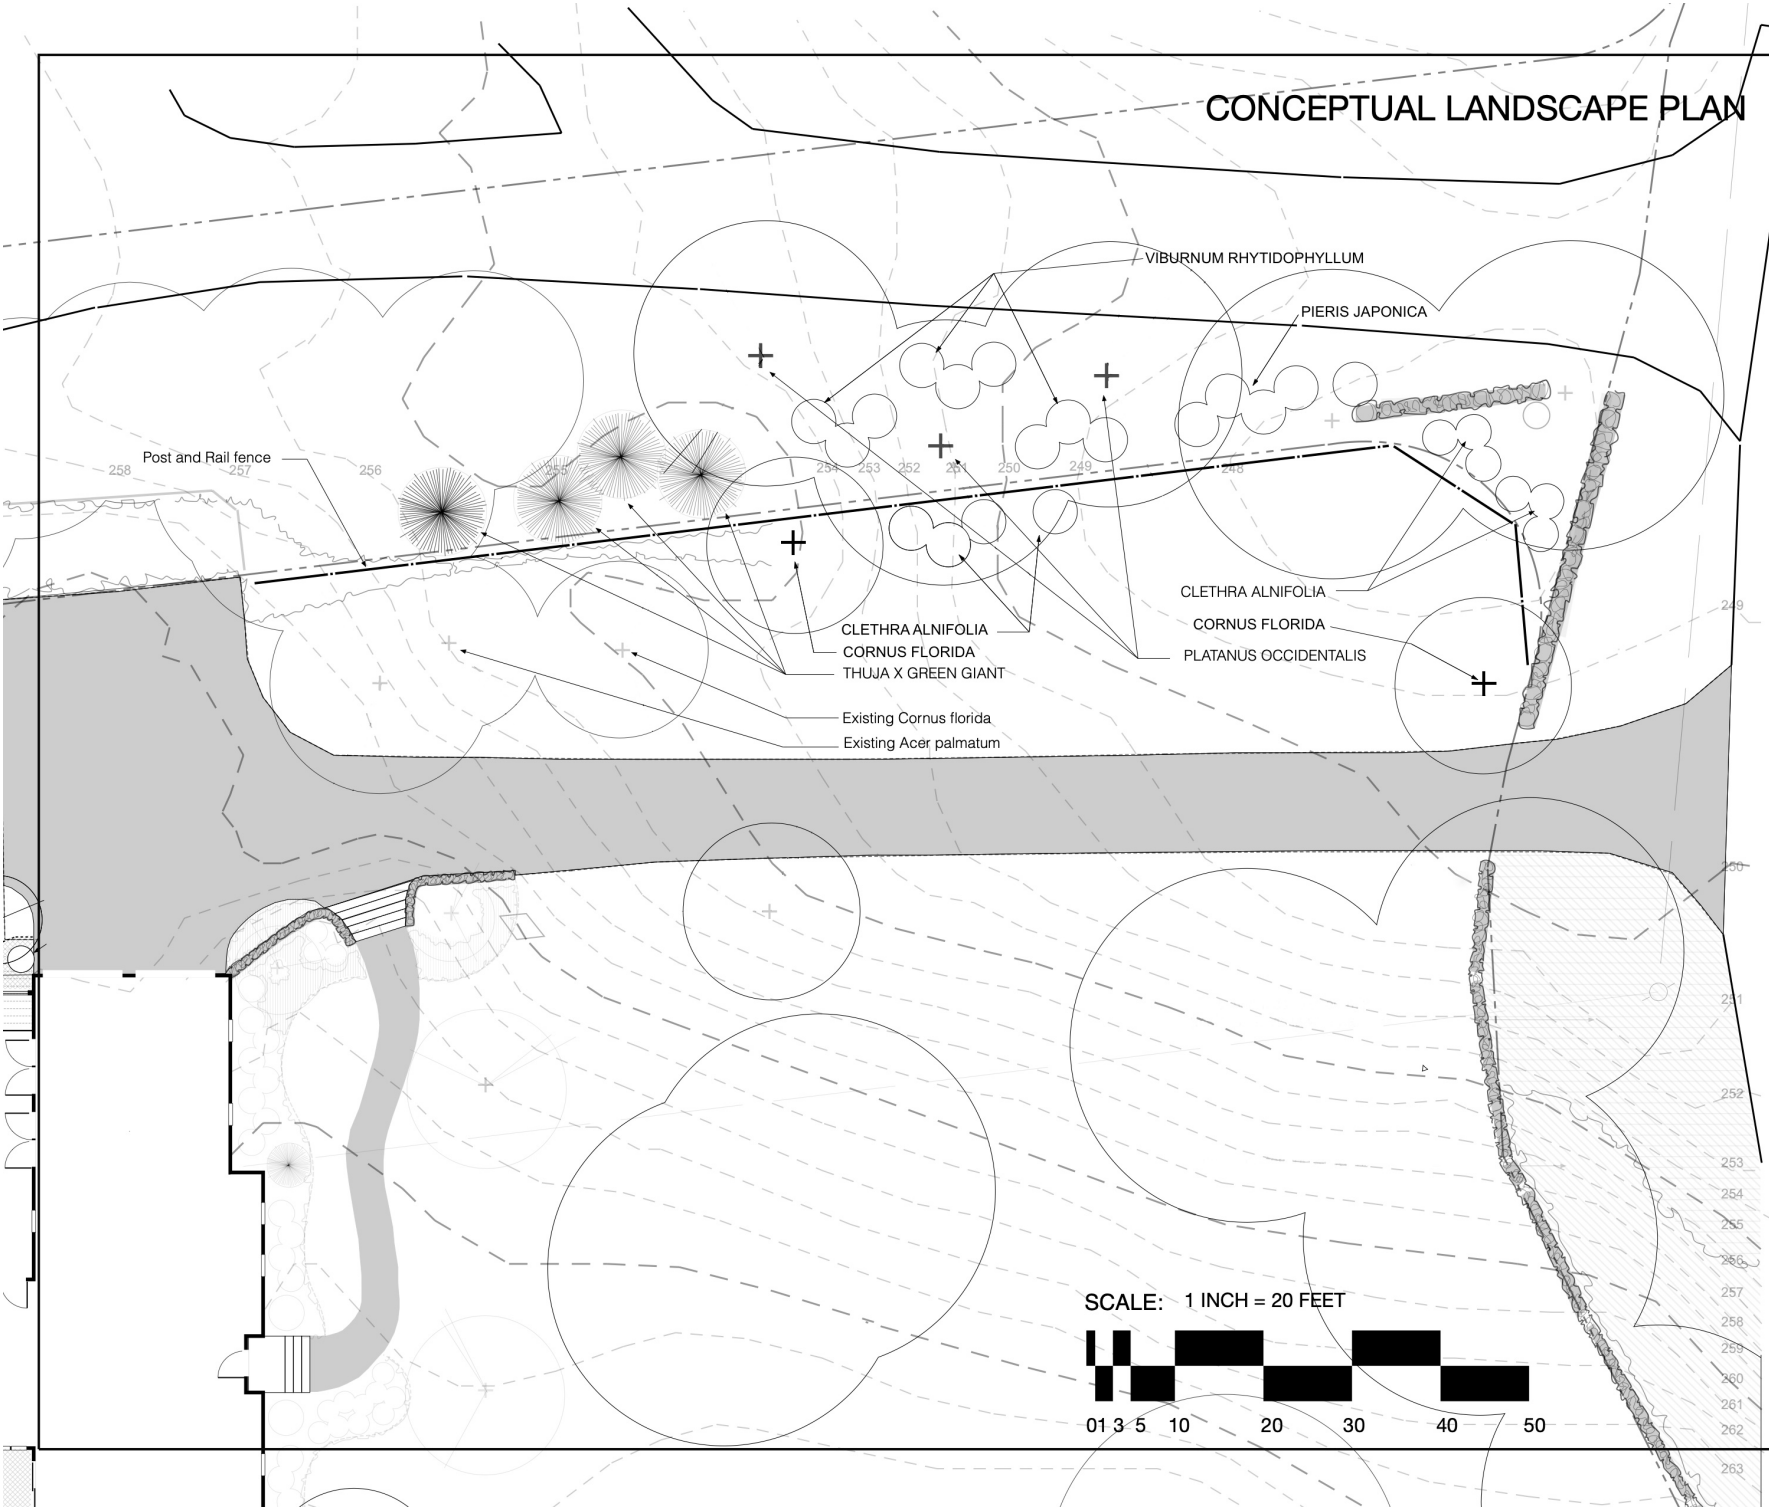 CONCEPTUAL LANDSCAPE PLAN
VIBURNUM RHYTIDOPHYLLUM
PIERIS JAPONICA
Post and Rail fence
258
257
256
255
254
253
252
251
250
249
248
CLETHRA ALNIFOLIA
249
CORNUS FLORIDA
CLETHRA ALNIFOLIA
CORNUS FLORIDA
PLATANUS OCCIDENTALIS
THUJA X GREEN GIANT
Existing Cornus florida
Existing Acer palmatum
250
251
252
253
254
255
256
257
258
259
260
261
262
263
SCALE: 1 INCH = 20 FEET
01 3 5 10 20 30 40 50